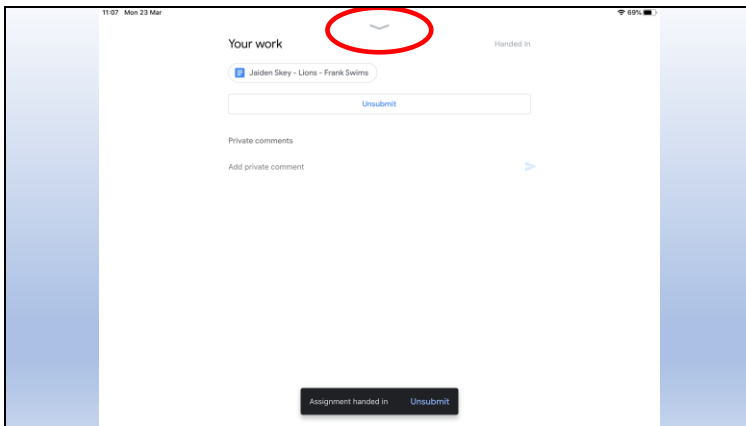 11:07 Mon 23 Mar 69%
Your work Handed In
Jaiden Skey - Lions - Frank Swims
Unsubmit
Private comments
Add private comment
Assignment handed in Unsubmit